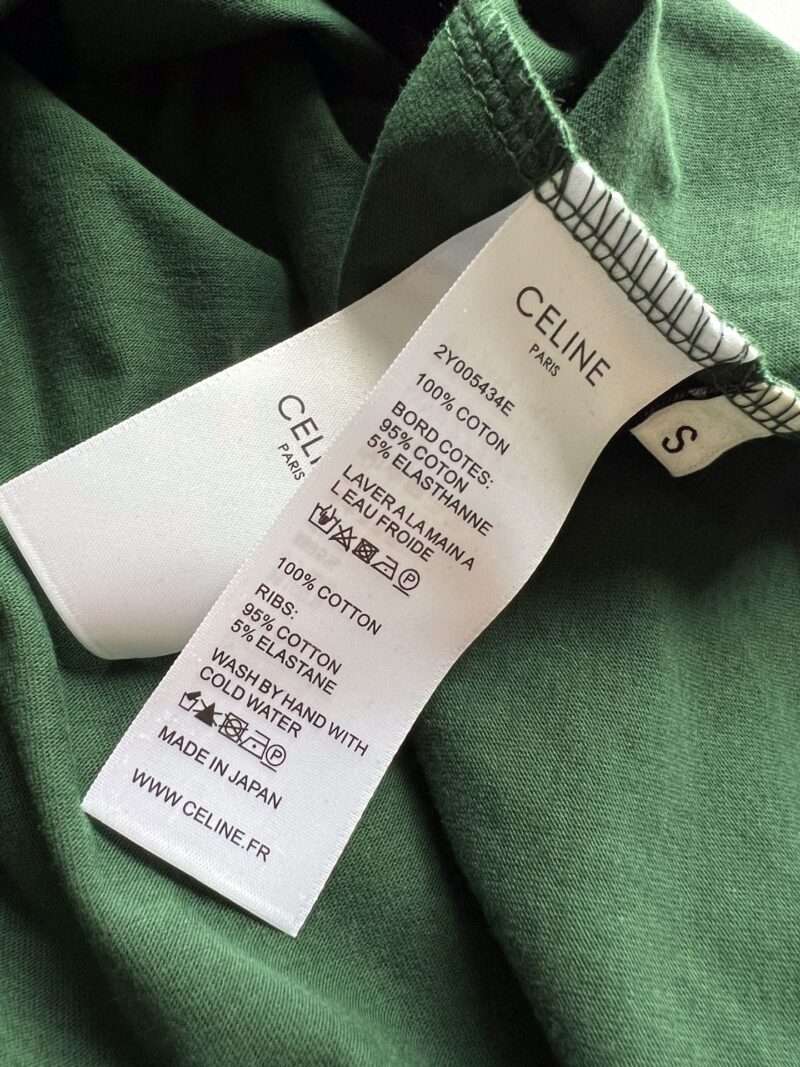 CELINE
PARIS
2Y005434E
100% COTON
BORD COTES:
95% COTON
5% ELASTHANNE
LAVER A LA MAIN A
L EAU FROIDE
P
100% COTTON
RIBS:
95% COTTON
5% ELASTANE
WASH BY HAND WITH
COLD WATER
P
MADE IN JAPAN
WWW.CELINE.FR
CELI
PARIS
S